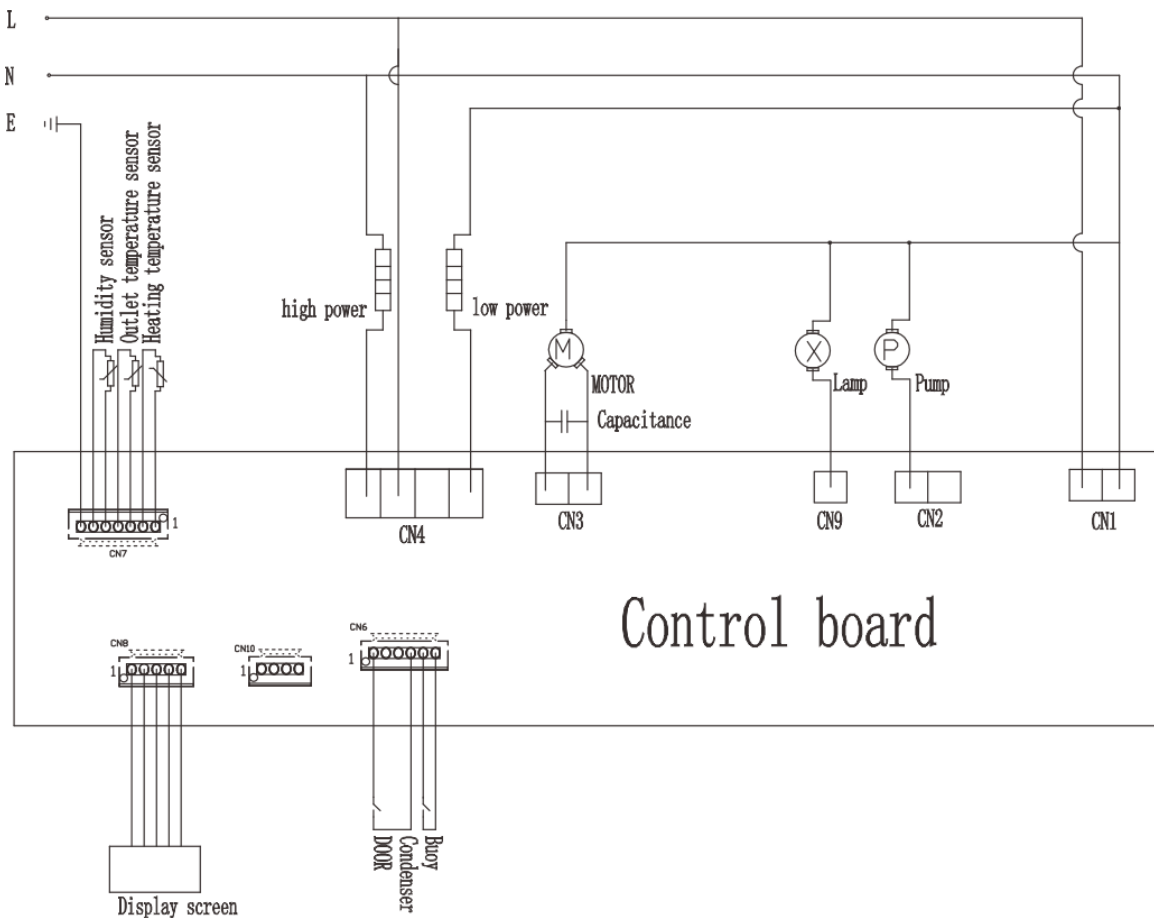 L
N
E
Humidity sensor
Outlet temperature sensor
Heating temperature sensor
high power
low power
M
MOTOR
Capacitance
X
Lamp
P
Pump
1
CN7
CN4
CN3
CN9
CN2
CN1
Control board
CN8
1
CN10
1
CN6
1
DOOR
Condenser
Buoy
Display screen